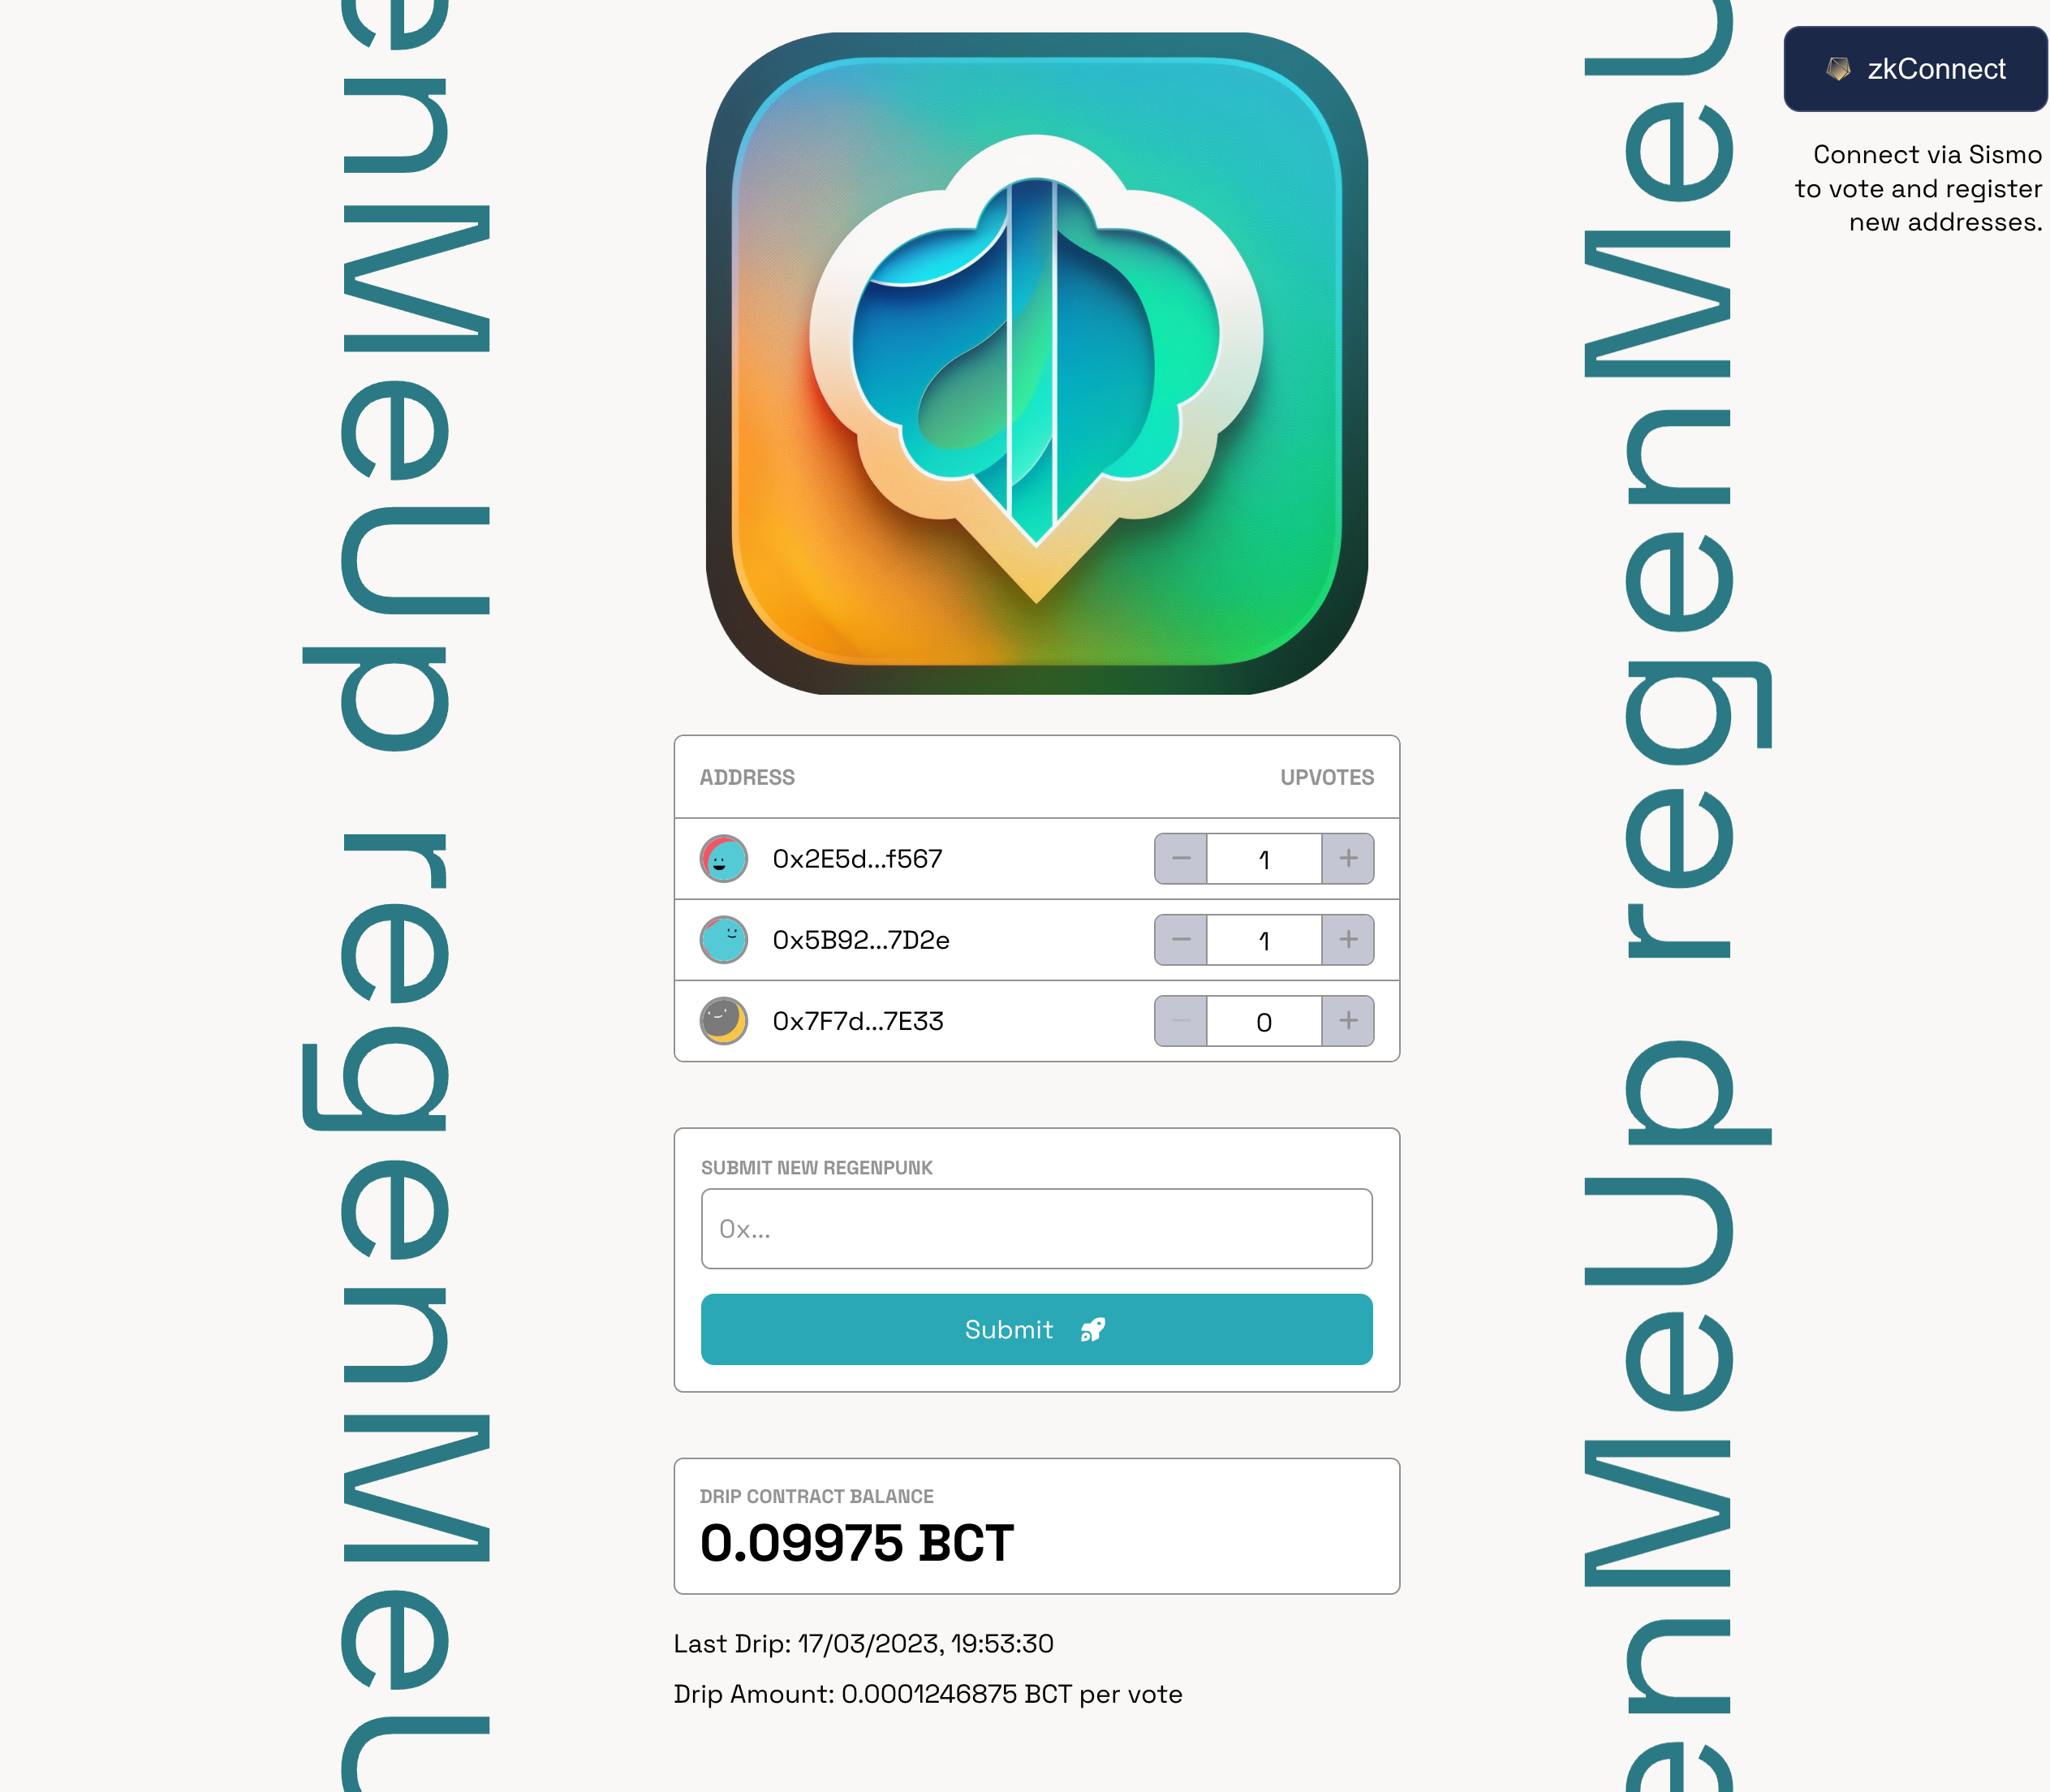 enMeUp regenMeU
zkConnect
Connect via Sismo
to vote and register
new addresses.
ADDRESS UPVOTES
0x2E5d...f567 1
0x5B92...7D2e 1
0x7F7d...7E33 0
SUBMIT NEW REGENPUNK
0x...
Submit
DRIP CONTRACT BALANCE
0.09975 BCT
Last Drip: 17/03/2023, 19:53:30
Drip Amount: 0.0001246875 BCT per vote
enMeUp regenMeU